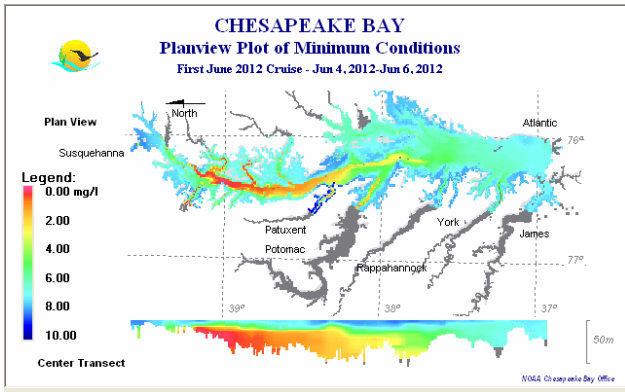 CHESAPEAKE BAY
Planview Plot of Minimum Conditions
First June 2012 Cruise - Jun 4, 2012-Jun 6, 2012
North
Atlantic
Plan View
76°
Susquehanna
Legend:
0.00 mg/l
2.00
4.00
6.00
8.00
10.00
Patuxent
York
James
Potomac
Rappahannock
77°
39°
38°
37°
50m
Center Transect
NOAA Chesapeake Bay Office